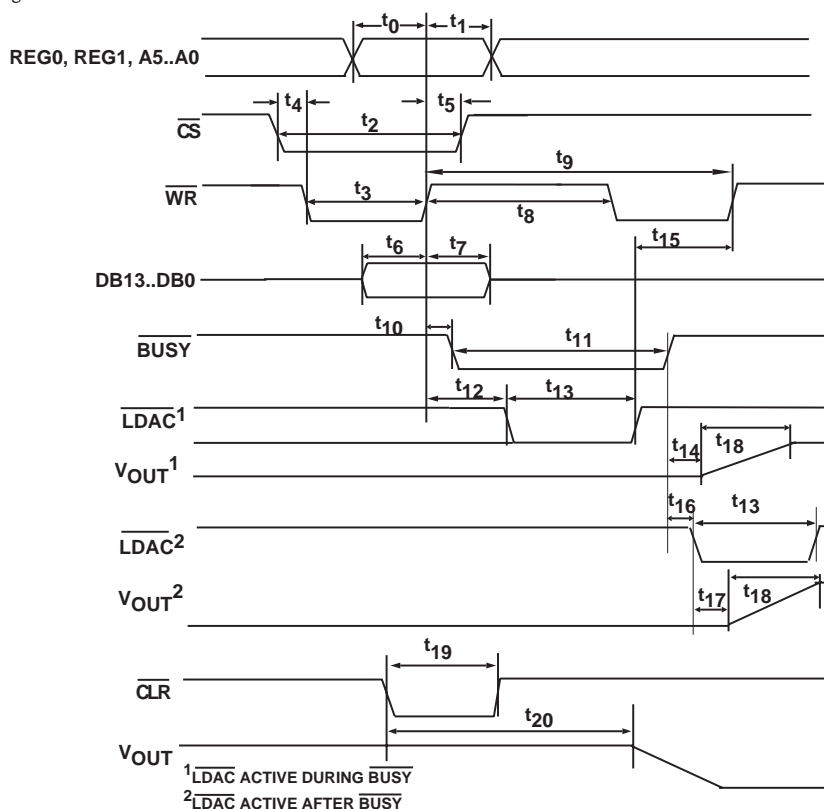 t0 t1
REG0, REG1, A5..A0
t4 t5
t2
CS
t9
WR
t3
t8
t15
t6 t7
DB13..DB0
t10
t11
BUSY
t12 t13
LDAC1
t14 t18
VOUT1
t16 t13
LDAC2
t17 t18
VOUT2
t19
CLR
t20
VOUT
1LDAC ACTIVE DURING BUSY
2LDAC ACTIVE AFTER BUSY